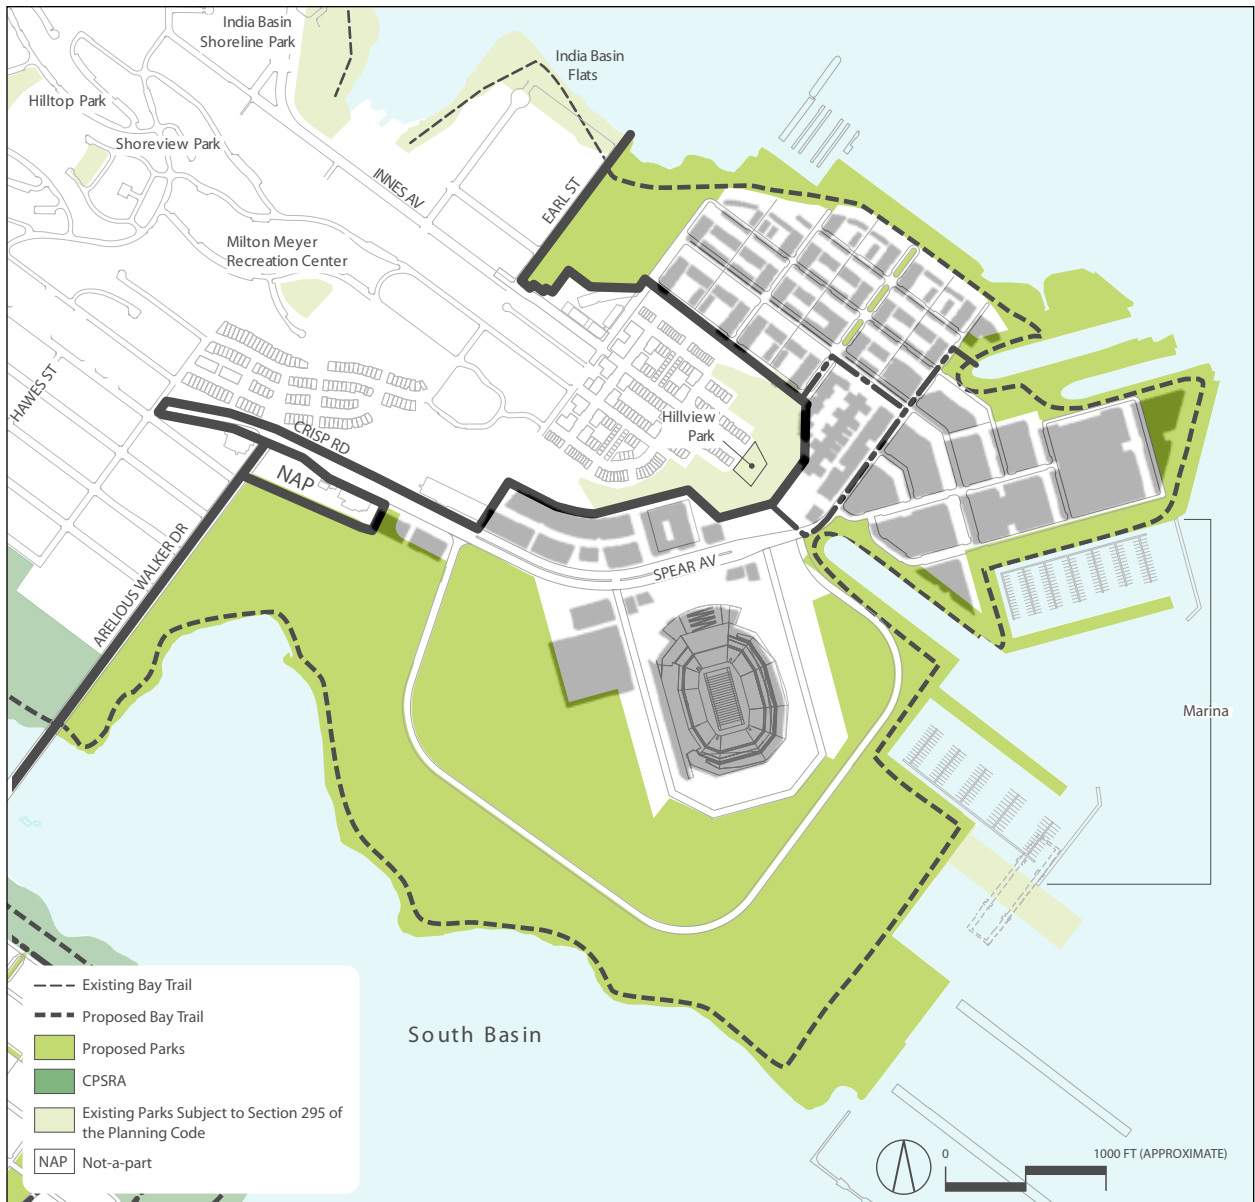 India Basin
Shoreline Park
India Basin
Flats
Hilltop Park
Shoreview Park
INNES AV
EARL ST
Milton Meyer
Recreation Center
HAWES ST
Hillview
Park
CRISP RD
NAP
ARELIOUS WALKER DR
SPEAR AV
Marina
South Basin
Existing Bay Trail
Proposed Bay Trail
Proposed Parks
CPSRA
Existing Parks Subject to Section 295 of
the Planning Code
NAP Not-a-part
0 1000 FT (APPROXIMATE)